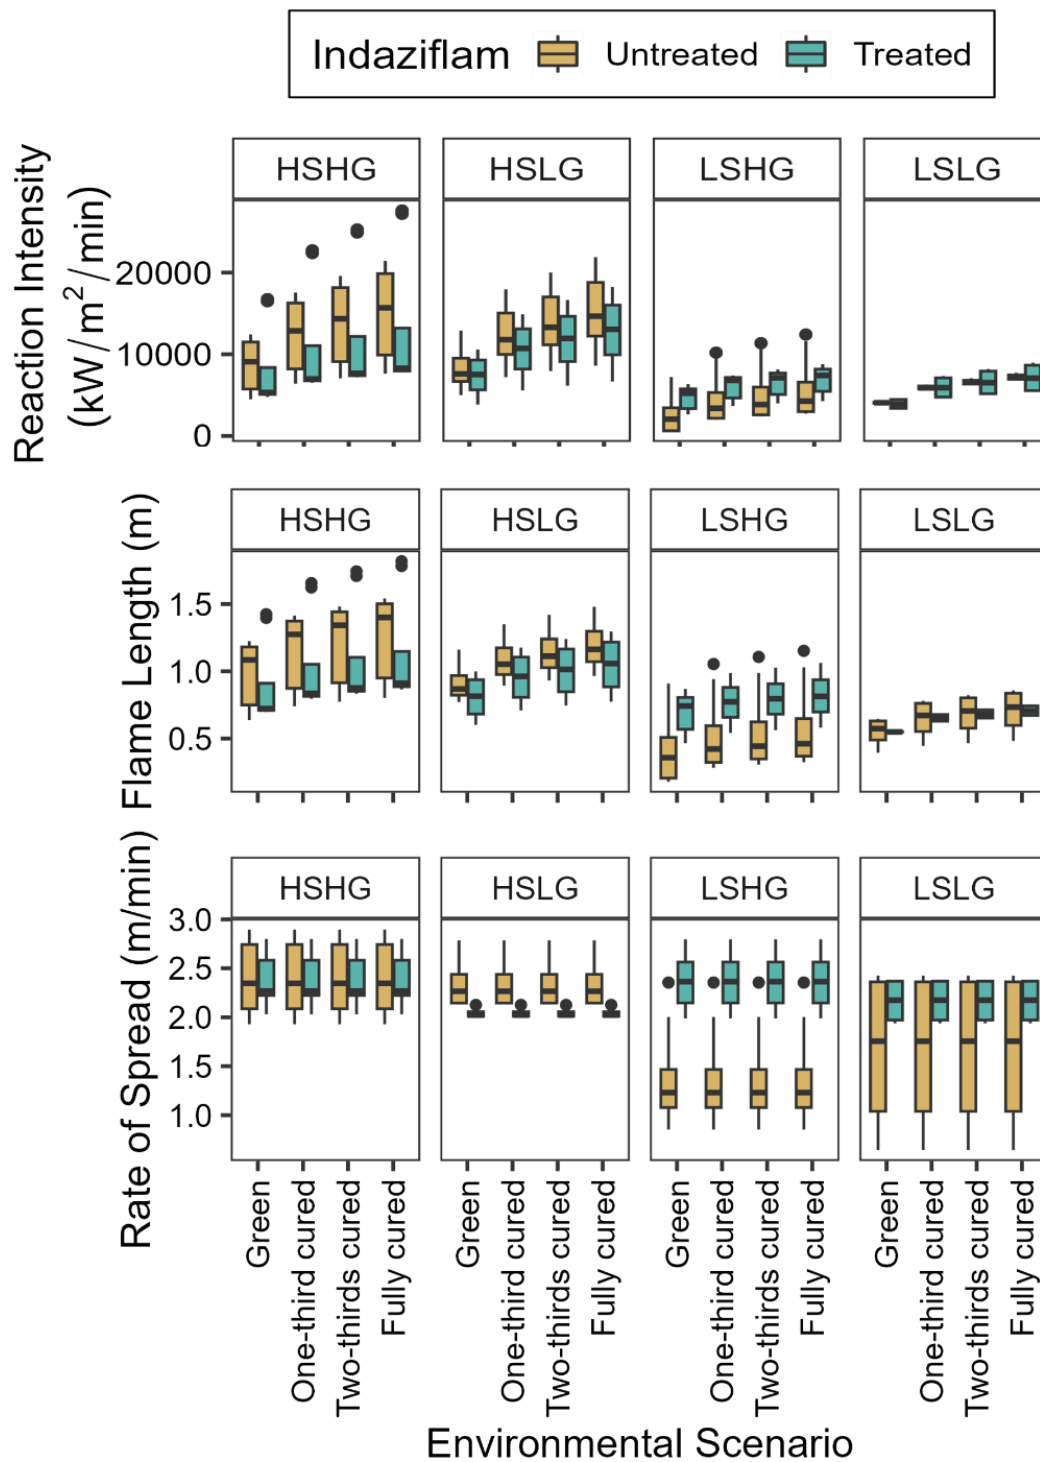 Indaziflam Untreated Treated
Reaction Intensity
(kW/m²/min)
HSHG HSLG LSHG LSLG
20000
10000
0
Flame Length (m)
HSHG HSLG LSHG LSLG
1.5
1.0
0.5
Rate of Spread (m/min)
HSHG HSLG LSHG LSLG
3.0
2.5
2.0
1.5
1.0
Green One-third cured Two-thirds cured Fully cured Green One-third cured Two-thirds cured Fully cured Green One-third cured Two-thirds cured Fully cured Green One-third cured Two-thirds cured Fully cured
Environmental Scenario